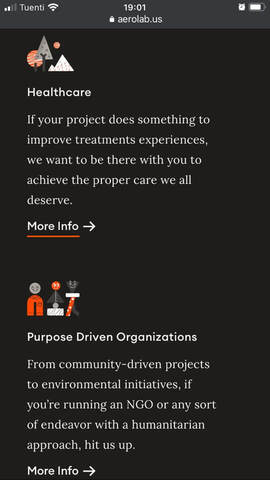 Tuenti 19:01
aerolab.us
Healthcare
If your project does something to
improve treatments experiences,
we want to be there with you to
achieve the proper care we all
deserve.
More Info →
Purpose Driven Organizations
From community-driven projects
to environmental initiatives, if
you’re running an NGO or any sort
of endeavor with a humanitarian
approach, hit us up.
More Info →